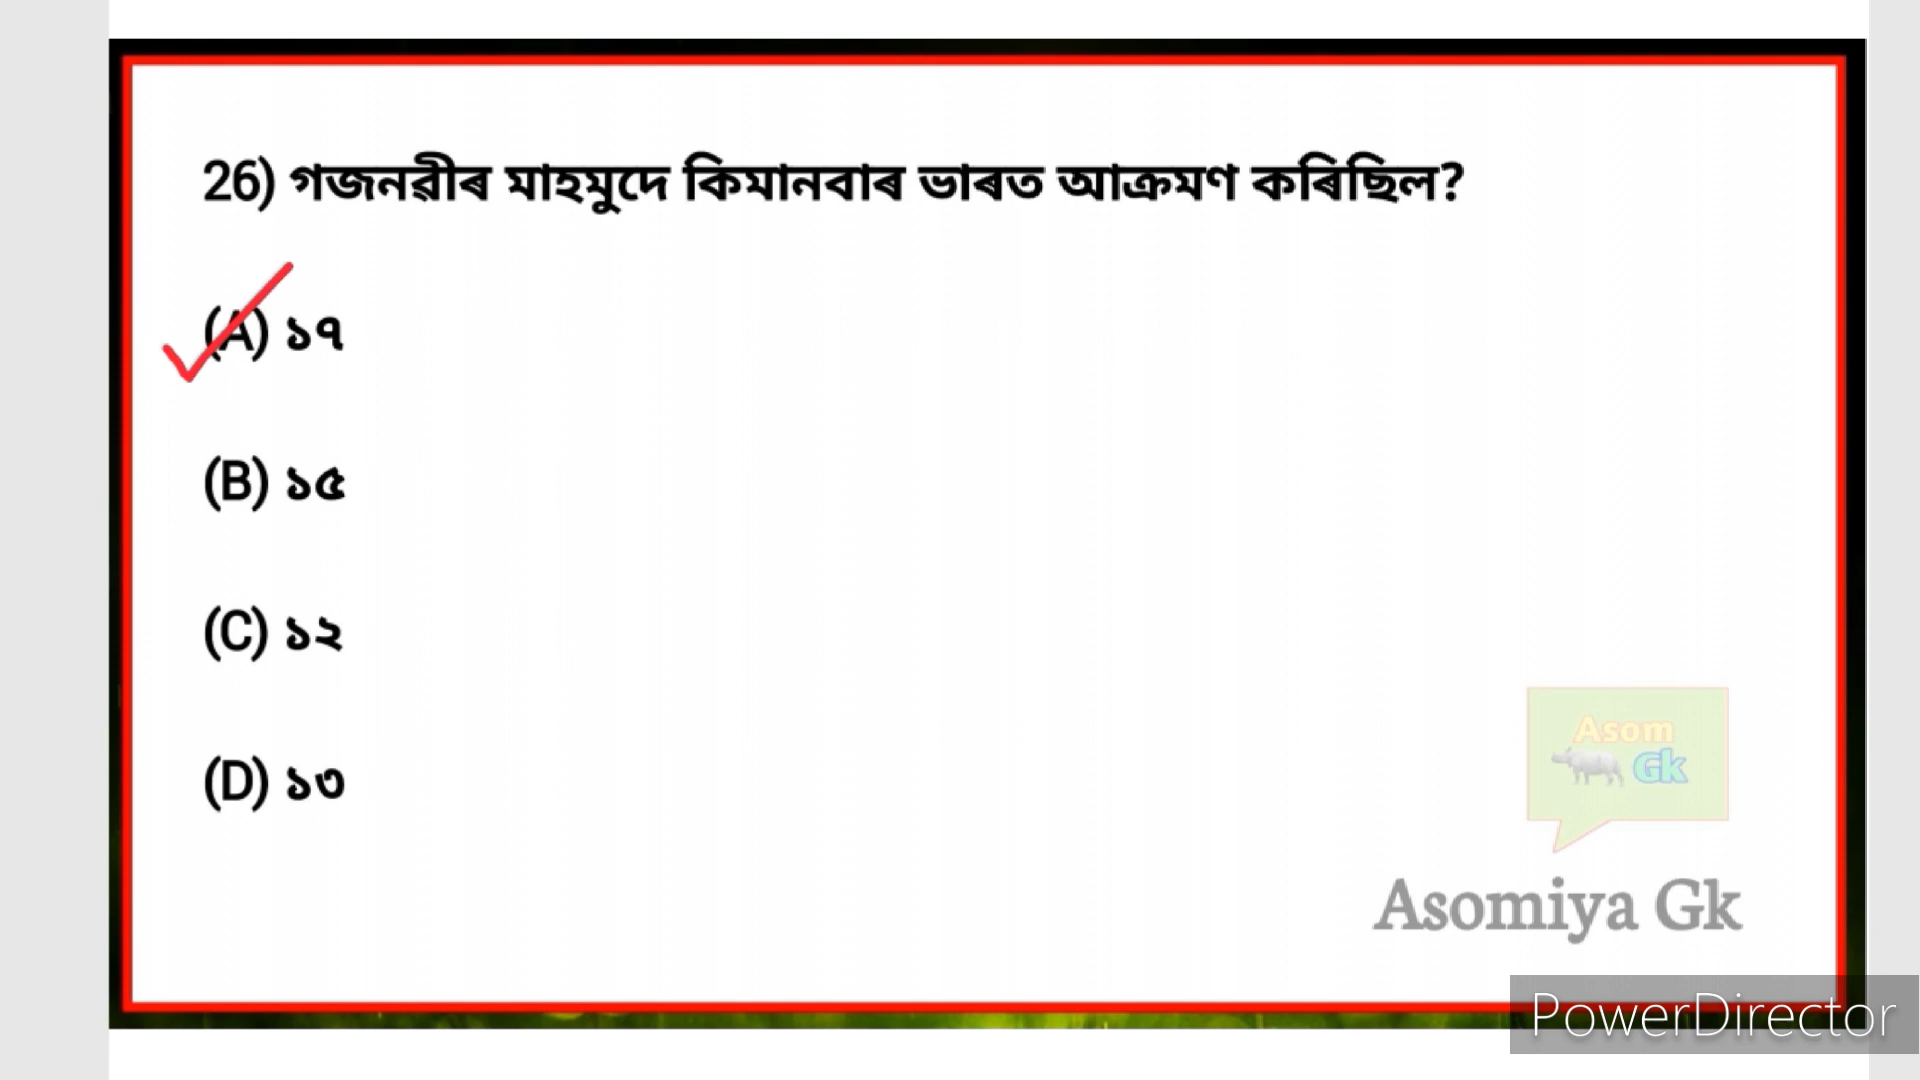 26) গজনৱীৰ মাহমুদে কিমানবাৰ ভাৰত আক্ৰমণ কৰিছিল?
(A) ১৭
(B) ১৫
(C) ১২
(D) ১৩
Asom
Gk
Asomiya Gk
PowerDirector